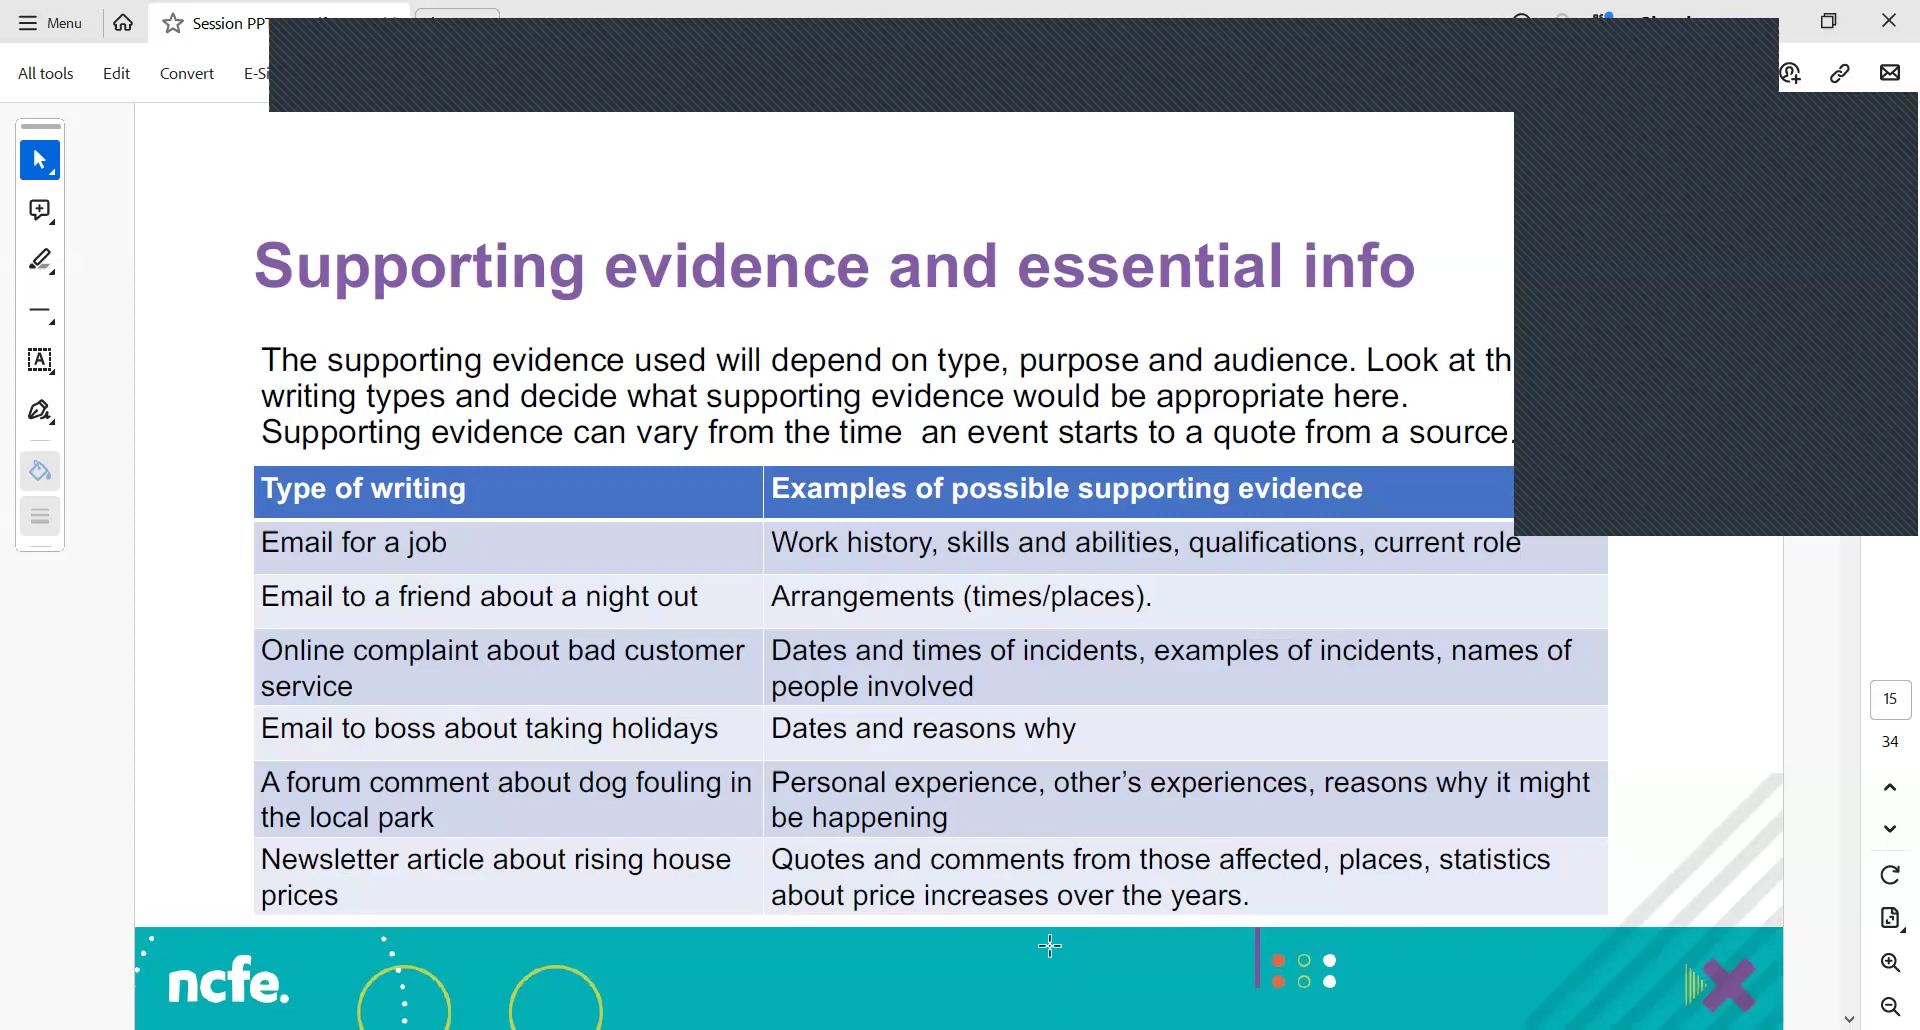 Menu
Session PPT
All tools Edit Convert E-Si
Supporting evidence and essential info
The supporting evidence used will depend on type, purpose and audience. Look at th
writing types and decide what supporting evidence would be appropriate here.
Supporting evidence can vary from the time an event starts to a quote from a source.
Type of writing Examples of possible supporting evidence
Email for a job Work history, skills and abilities, qualifications, current role
Email to a friend about a night out Arrangements (times/places).
Online complaint about bad customer Dates and times of incidents, examples of incidents, names of
service people involved
Email to boss about taking holidays Dates and reasons why
A forum comment about dog fouling in Personal experience, other’s experiences, reasons why it might
the local park be happening
Newsletter article about rising house Quotes and comments from those affected, places, statistics
prices about price increases over the years.
15
34
ncfe.